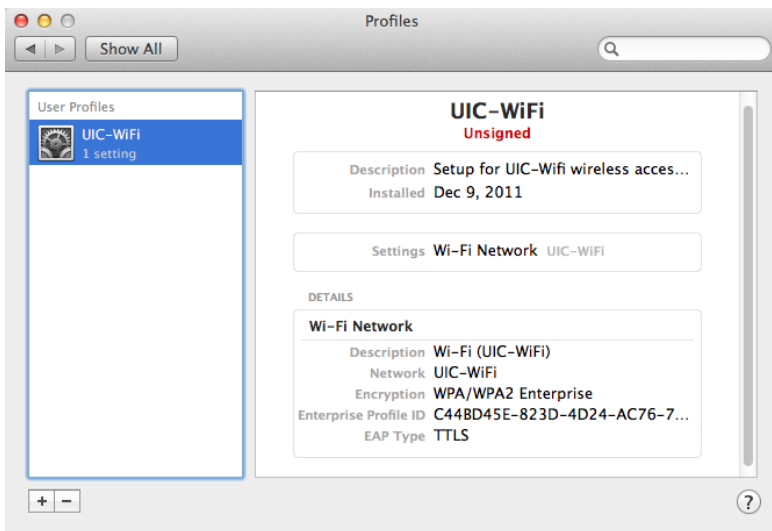 Profiles
Show All
User Profiles
UIC-WiFi
1 setting
UIC-WiFi
Unsigned
Description Setup for UIC-Wifi wireless acces...
Installed Dec 9, 2011
Settings Wi-Fi Network UIC-WiFi
DETAILS
Wi-Fi Network
Description Wi-Fi (UIC-WiFi)
Network UIC-WiFi
Encryption WPA/WPA2 Enterprise
Enterprise Profile ID C44BD45E-823D-4D24-AC76-7...
EAP Type TTLS
+ −
?